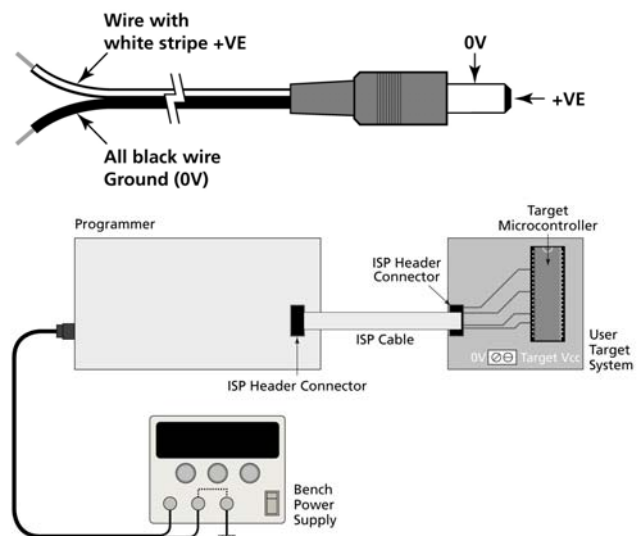 Wire with
white stripe +VE
0V
+VE
All black wire
Ground (0V)
Programmer
Target
Microcontroller
ISP Header
Connector
ISP Cable
ISP Header Connector
0V
Target Vcc
User
Target
System
Bench
Power
Supply